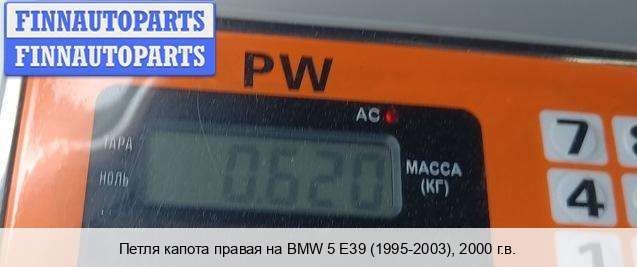 FINNAUTOPARTS
FINNAUTOPARTS
PW
AC
ТАРА
НОЛЬ
0620
МАССА
(КГ)
7
4
1
Петля капота правая на BMW 5 E39 (1995-2003), 2000 г.в.